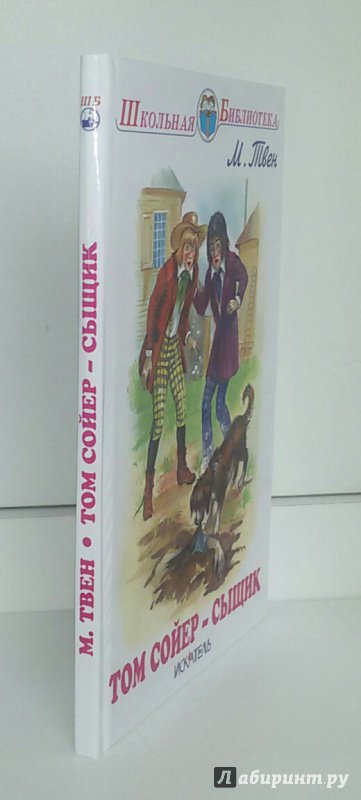 ШБ
М. ТВЕН • ТОМ СОЙЕР - СЫЩИК
ШКОЛЬНАЯ БИБЛИОТЕКА
М. Твен
ТОМ СОЙЕР - СЫЩИК
ИСКАТЕЛЬ
Лабиринт.ру